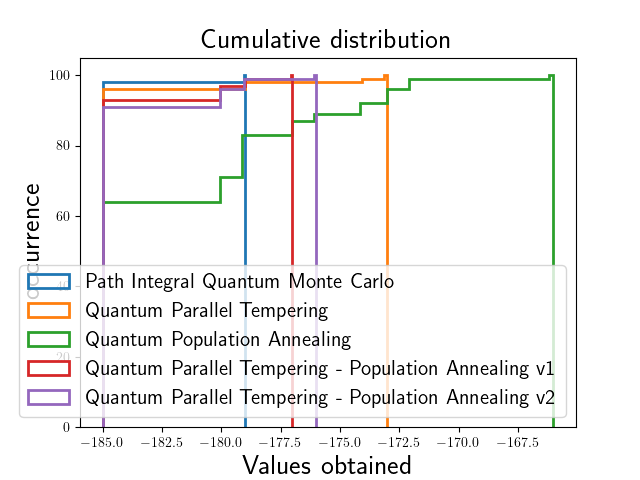 Cumulative distribution
100
80
60
40
20
0
occurrence
Path Integral Quantum Monte Carlo
Quantum Parallel Tempering
Quantum Population Annealing
Quantum Parallel Tempering - Population Annealing v1
Quantum Parallel Tempering - Population Annealing v2
−185.0 −182.5 −180.0 −177.5 −175.0 −172.5 −170.0 −167.5
Values obtained